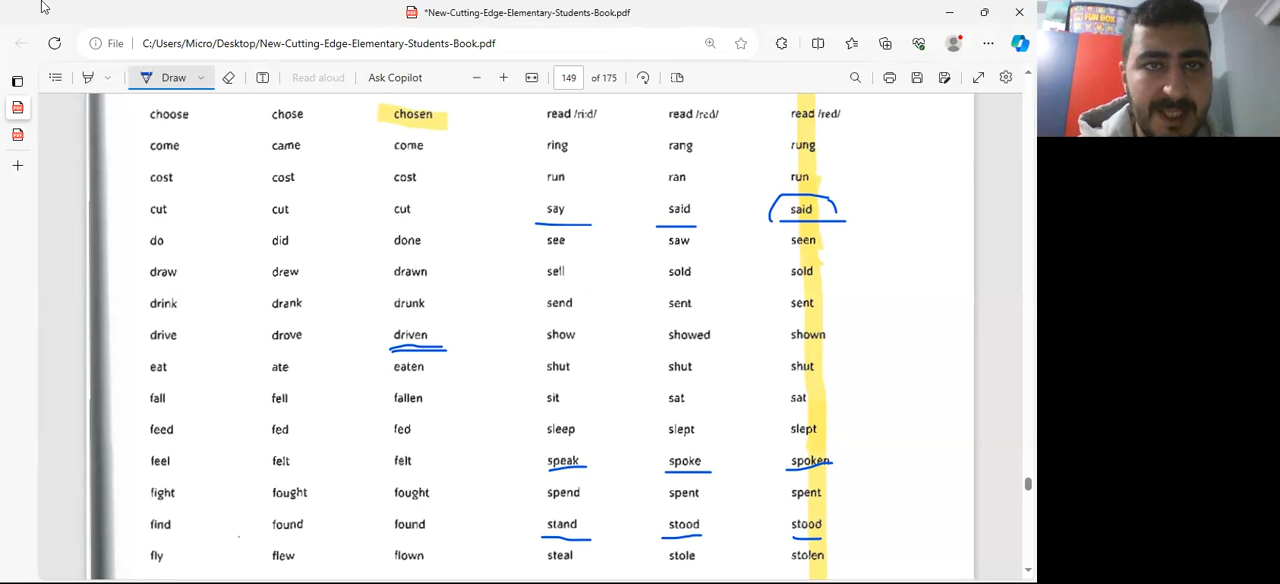 *New-Cutting-Edge-Elementary-Students-Book.pdf
File C:/Users/Micro/Desktop/New-Cutting-Edge-Elementary-Students-Book.pdf
Draw Read aloud Ask Copilot 149 of 175
FUN BOX
choose chose chosen read /riːd/ read /red/ read /red/
come came come ring rang rung
cost cost cost run ran run
cut cut cut say said said
do did done see saw seen
draw drew drawn sell sold sold
drink drank drunk send sent sent
drive drove driven show showed shown
eat ate eaten shut shut shut
fall fell fallen sit sat sat
feed fed fed sleep slept slept
feel felt felt speak spoke spoken
fight fought fought spend spent spent
find found found stand stood stood
fly flew flown steal stole stolen